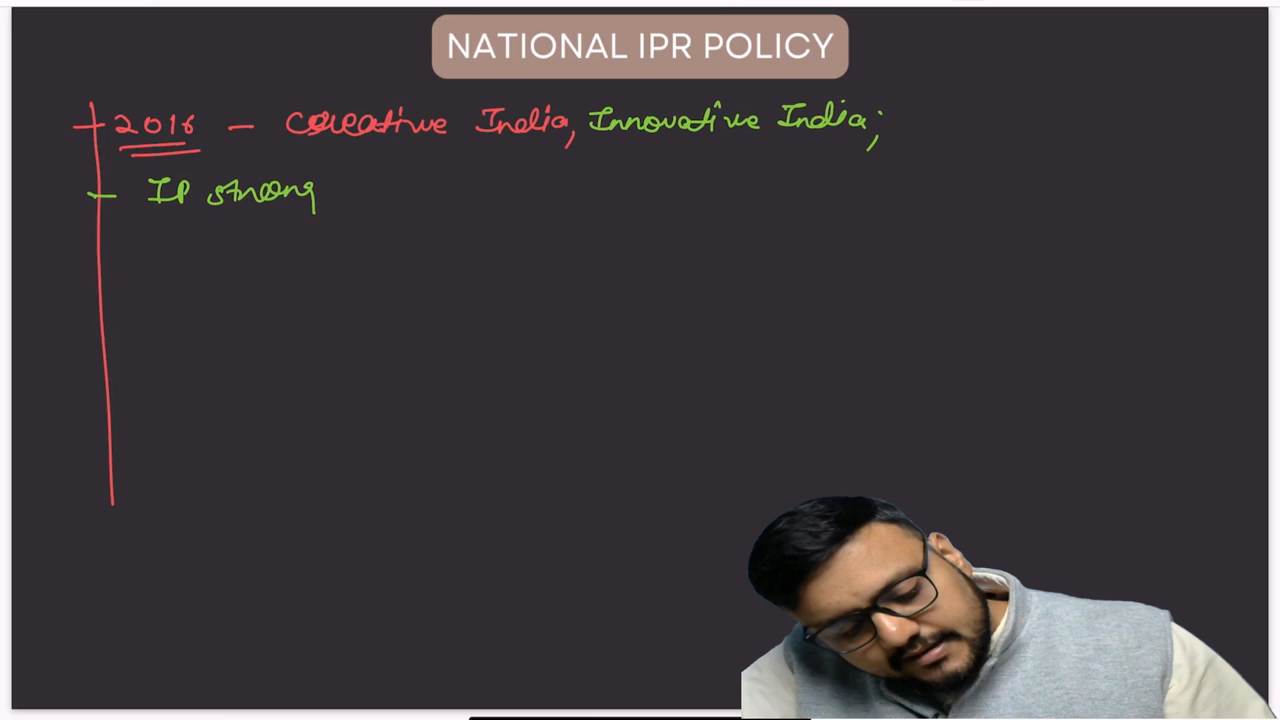 NATIONAL IPR POLICY
2016 - Creative India, Innovative India;
- IP strong